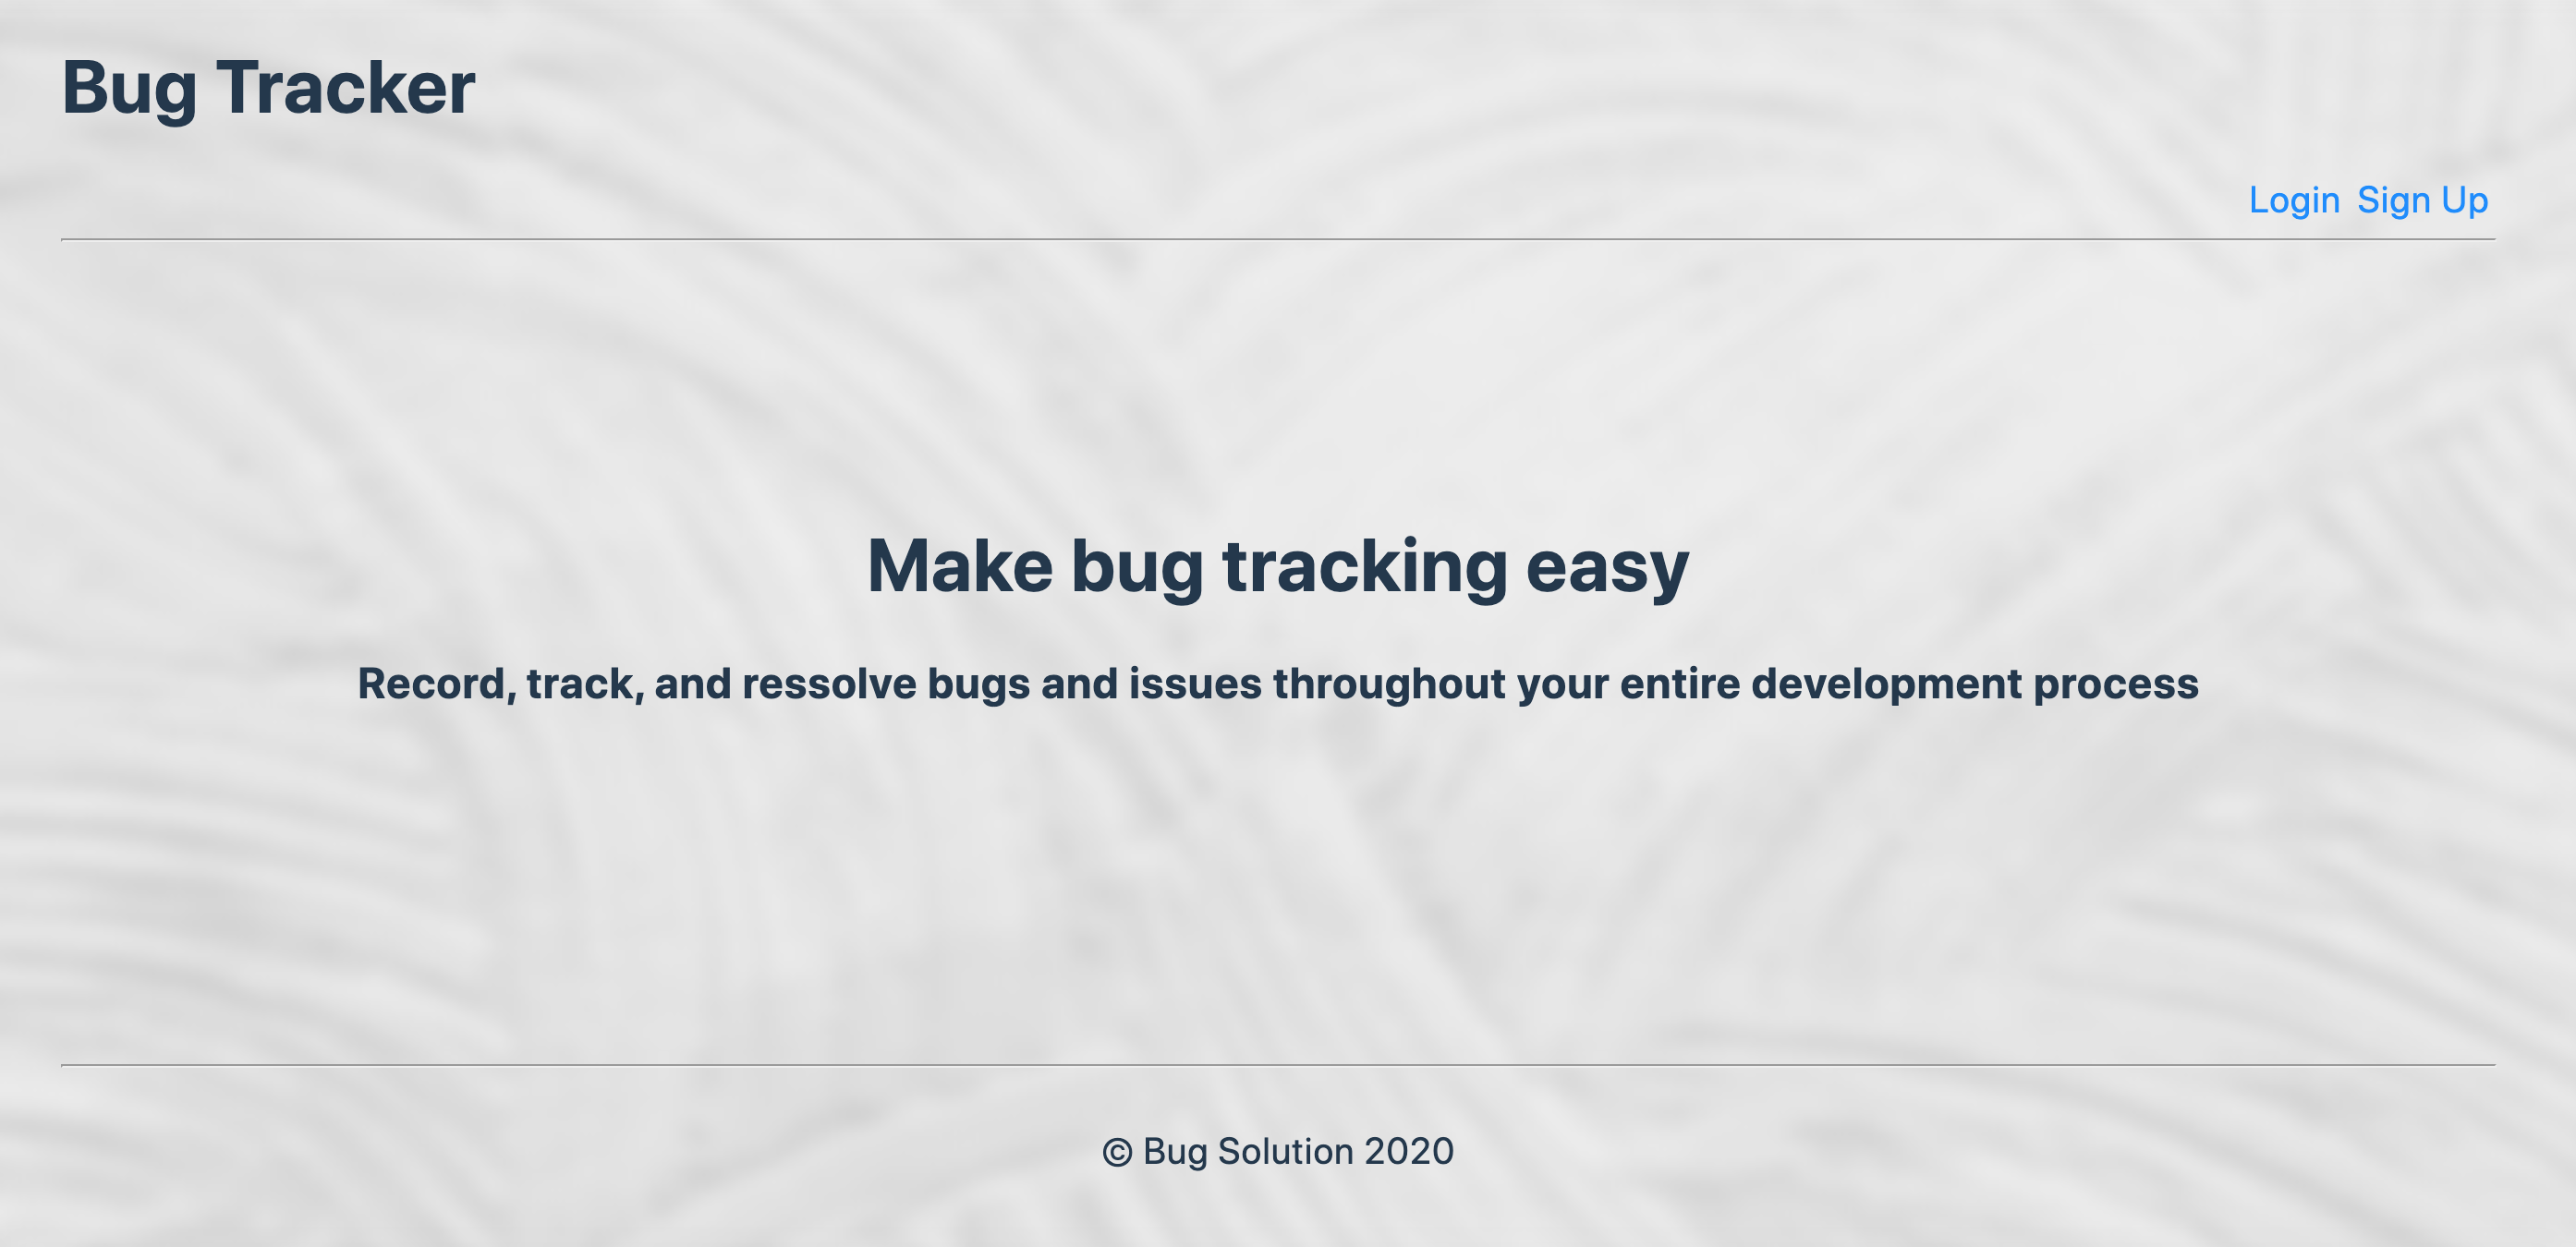 Bug Tracker
Login Sign Up
Make bug tracking easy
Record, track, and ressolve bugs and issues throughout your entire development process
© Bug Solution 2020